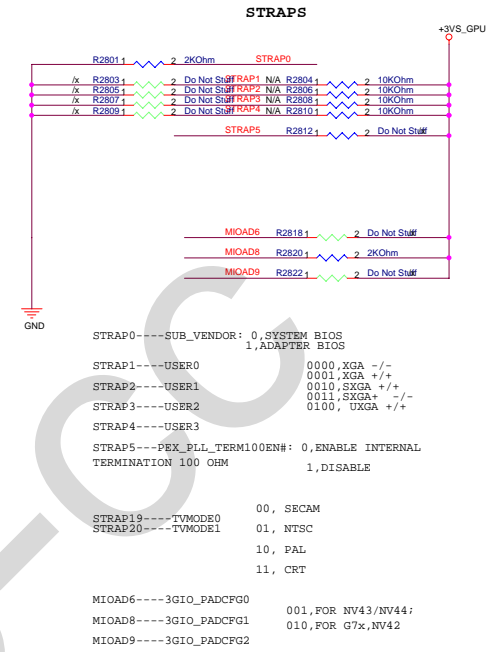 STRAPS
+3VS_GPU
R2801 1 2 2KOhm STRAP0
/x R2803 1 2 Do Not Stuff STRAP1 N/A R2804 1 2 10KOhm
/x R2805 1 2 Do Not Stuff STRAP2 N/A R2806 1 2 10KOhm
/x R2807 1 2 Do Not Stuff STRAP3 N/A R2808 1 2 10KOhm
/x R2809 1 2 Do Not Stuff STRAP4 N/A R2810 1 2 10KOhm
STRAP5 R2812 1 2 Do Not Stuff
MIOAD6 R2818 1 2 Do Not Stuff
MIOAD8 R2820 1 2 2KOhm
MIOAD9 R2822 1 2 Do Not Stuff
GND
STRAP0----SUB_VENDOR: 0,SYSTEM BIOS
1,ADAPTER BIOS
STRAP1----USER0 0000,XGA -/-
0001,XGA +/+
STRAP2----USER1 0010,SXGA +/+
0011,SXGA+ -/-
STRAP3----USER2 0100, UXGA +/+
STRAP4----USER3
STRAP5---PEX_PLL_TERM100EN#: 0,ENABLE INTERNAL
TERMINATION 100 OHM
1,DISABLE
00, SECAM
STRAP19----TVMODE0
STRAP20----TVMODE1 01, NTSC
10, PAL
11, CRT
MIOAD6----3GIO_PADCFG0
001,FOR NV43/NV44;
MIOAD8----3GIO_PADCFG1
010,FOR G7x,NV42
MIOAD9----3GIO_PADCFG2